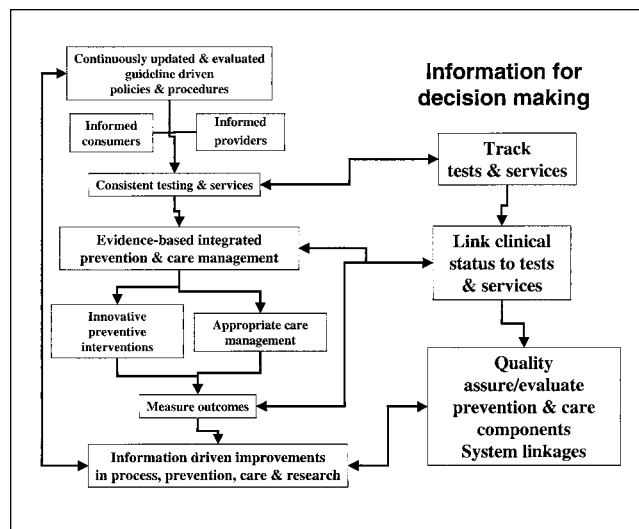 Continuously updated & evaluated
guideline driven
policies & procedures
Informed
consumers
Informed
providers
Consistent testing & services
Evidence-based integrated
prevention & care management
Innovative
preventive
interventions
Appropriate care
management
Measure outcomes
Information driven improvements
in process, prevention, care & research
Information for
decision making
Track
tests & services
Link clinical
status to tests
& services
Quality
assure/evaluate
prevention & care
components
System linkages